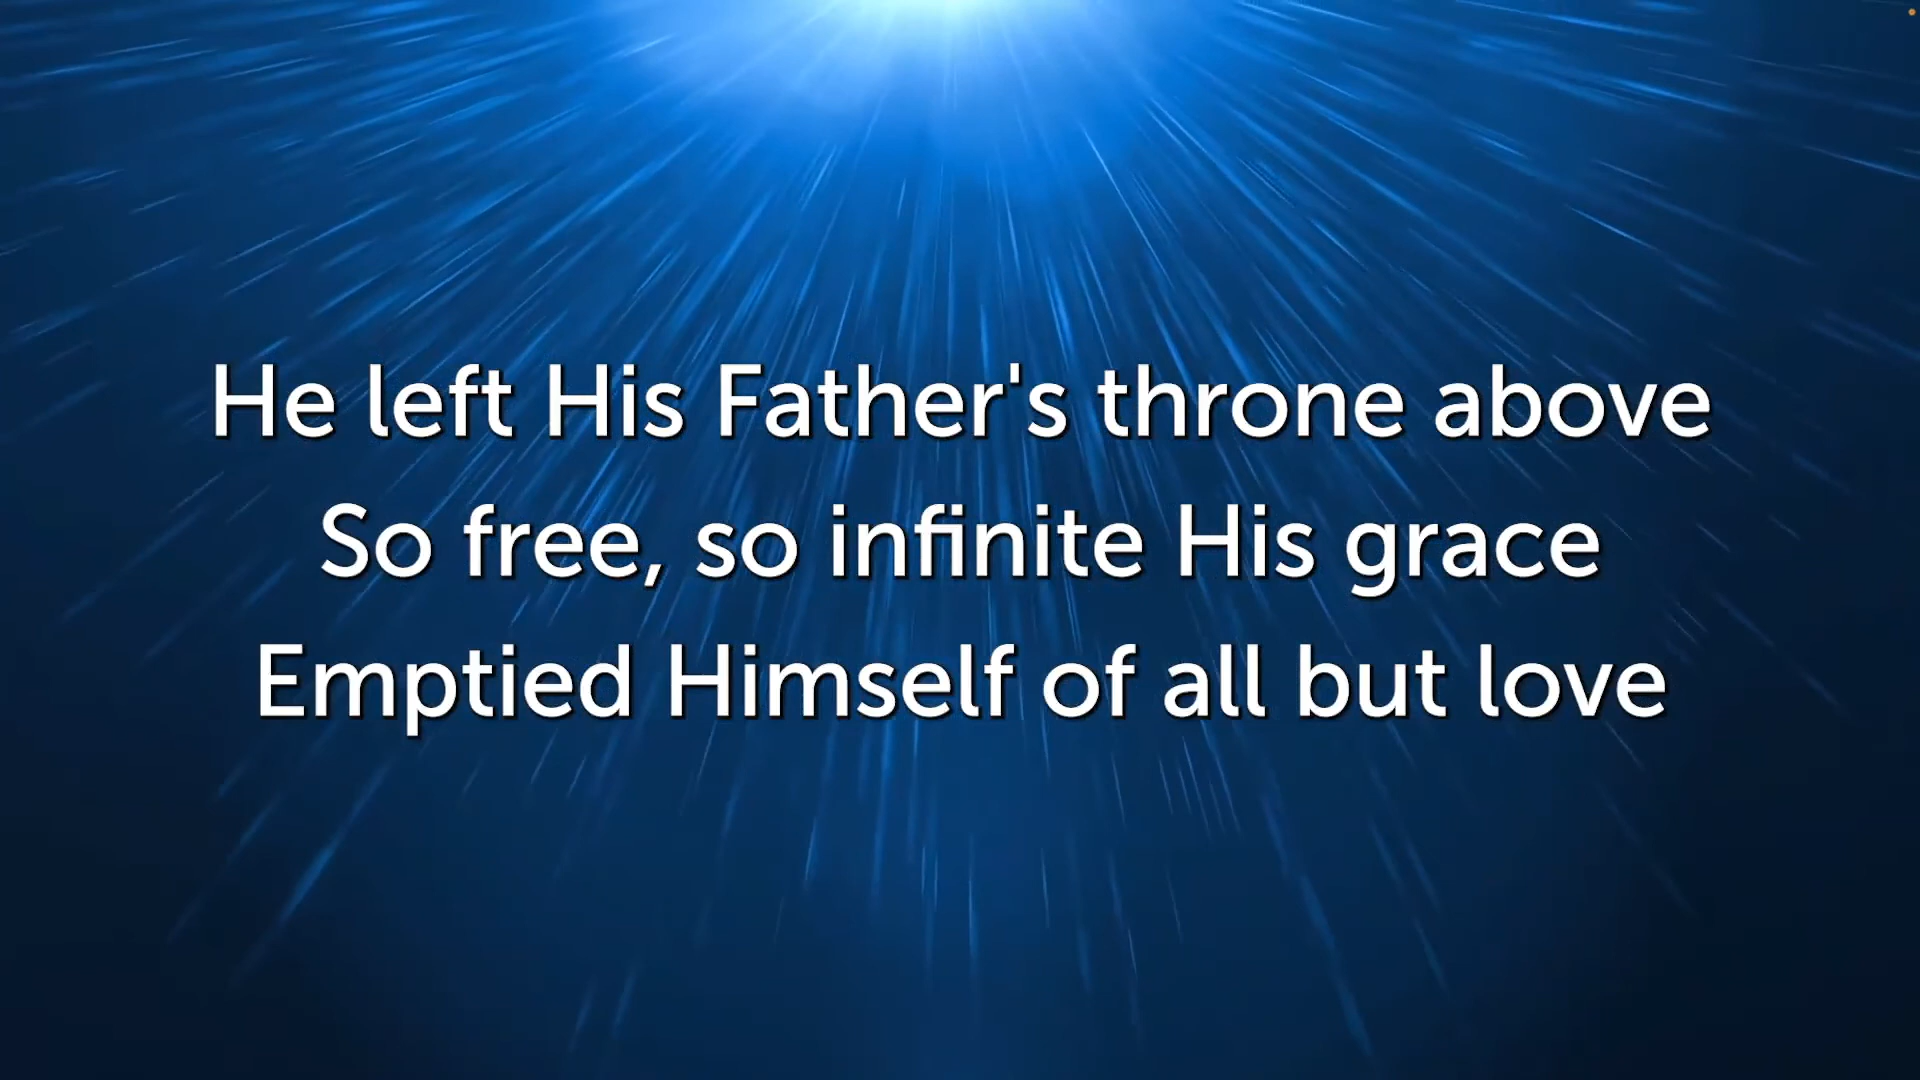 He left His Father's throne above
So free, so infinite His grace
Emptied Himself of all but love